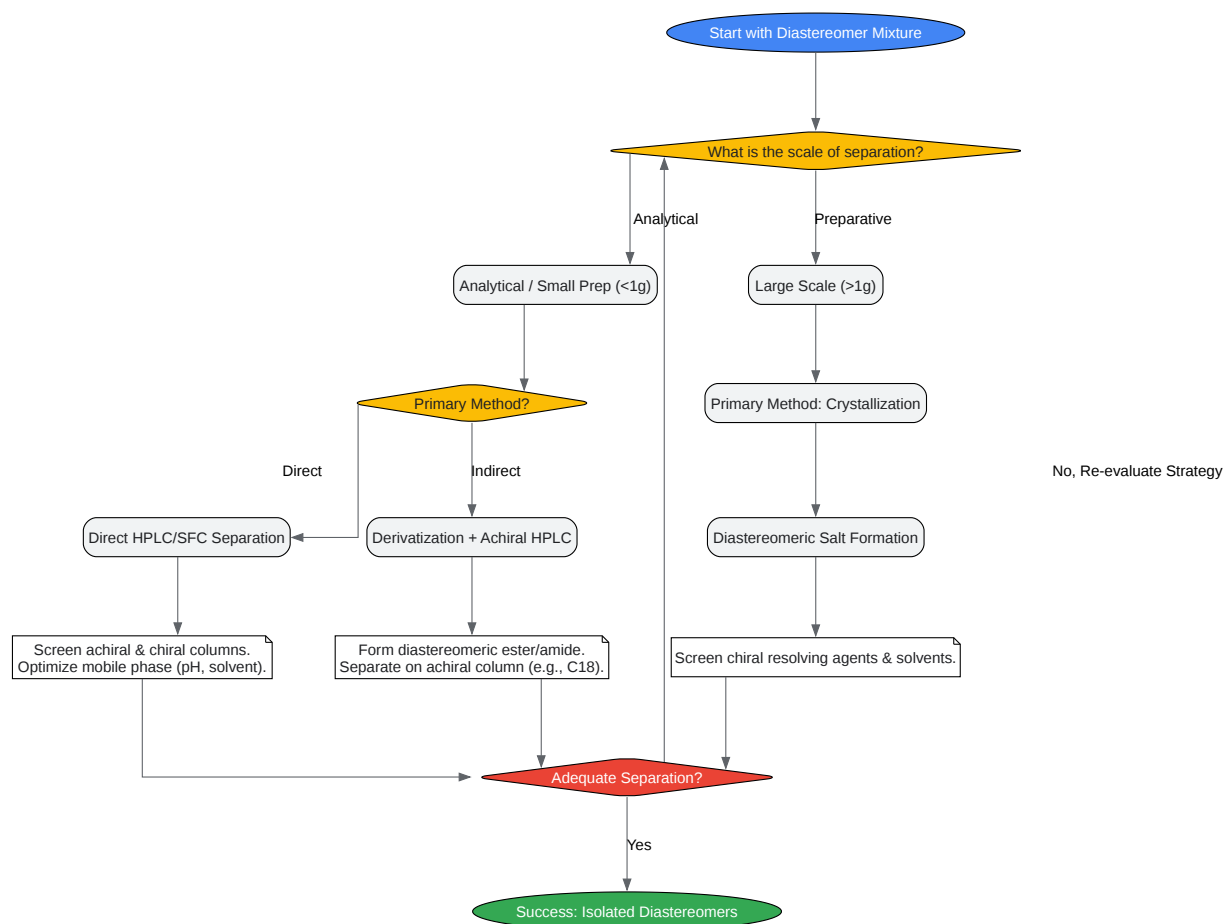 Start with Diastereomer Mixture
What is the scale of separation?
Analytical
Preparative
Analytical / Small Prep (<1g)
Large Scale (>1g)
Primary Method?
Primary Method: Crystallization
Direct
Indirect
No, Re-evaluate Strategy
Direct HPLC/SFC Separation
Derivatization + Achiral HPLC
Diastereomeric Salt Formation
Screen achiral & chiral columns.
Optimize mobile phase (pH, solvent).
Form diastereomeric ester/amide.
Separate on achiral column (e.g., C18).
Screen chiral resolving agents & solvents.
Adequate Separation?
Yes
Success: Isolated Diastereomers